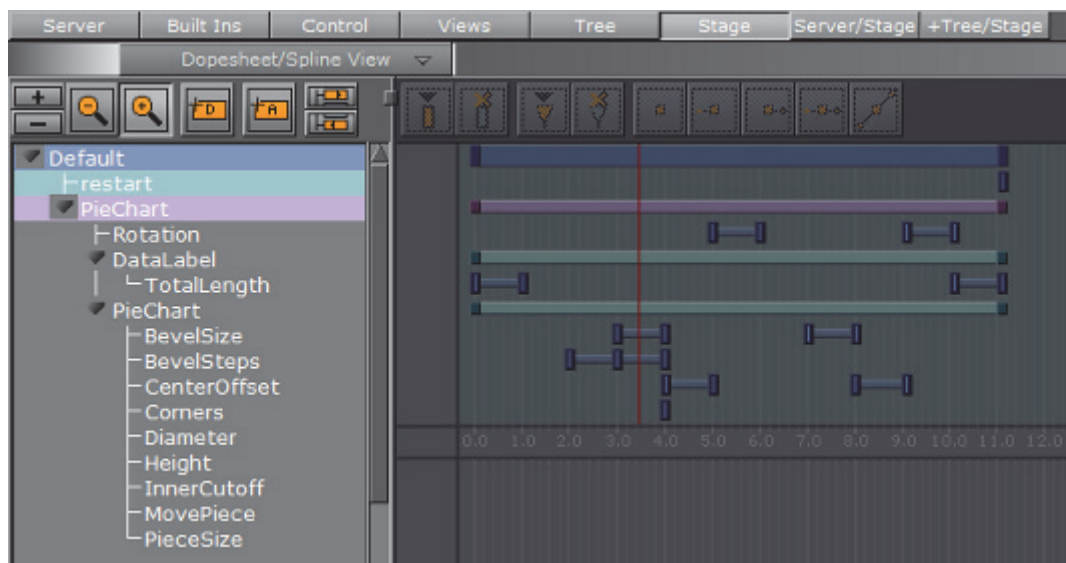 Server Built Ins Control Views Tree Stage Server/Stage +Tree/Stage
Dopesheet/Spline View
+
-
D A
Default
restart
PieChart
Rotation
DataLabel
TotalLength
PieChart
BevelSize
BevelSteps
CenterOffset
Corners
Diameter
Height
InnerCutoff
MovePiece
PieceSize
0.0 1.0 2.0 3.0 4.0 5.0 6.0 7.0 8.0 9.0 10.0 11.0 12.0